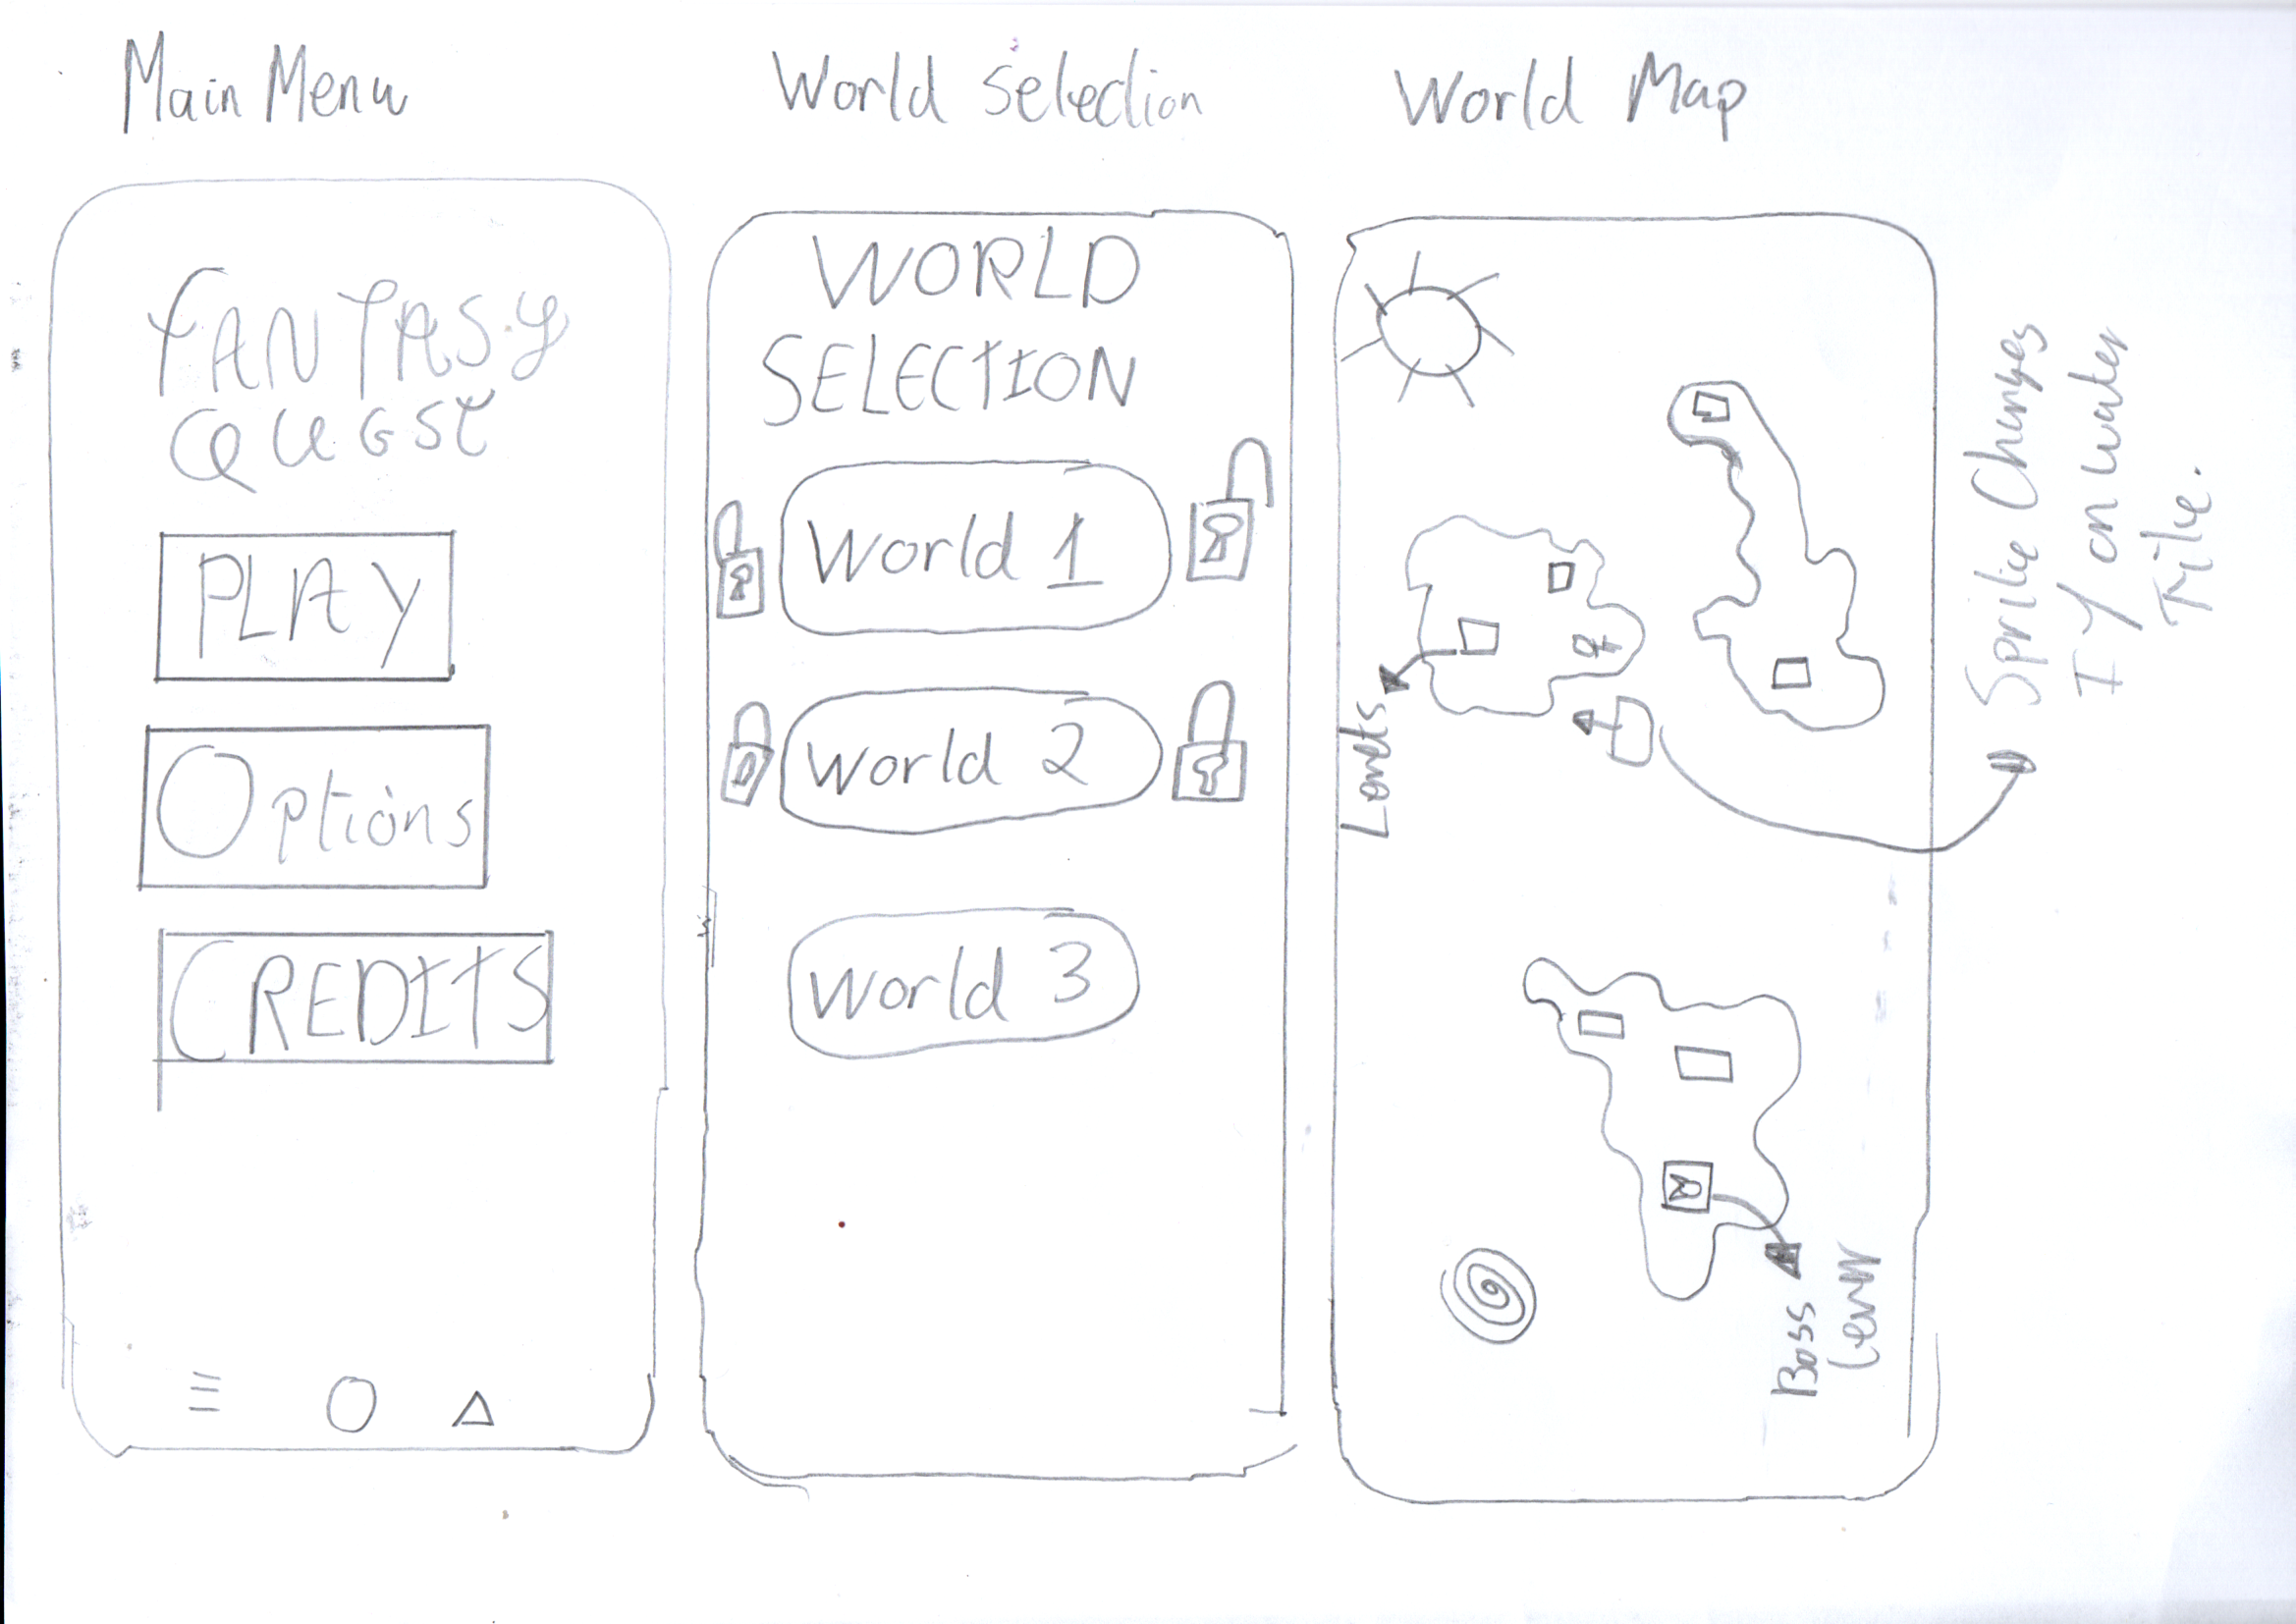 Main Menu
World Selection
World Map
FANTASY
QUEST
PLAY
Options
CREDITS
WORLD
SELECTION
World 1
World 2
World 3
Levels
Sprite Changes
If on water
Tile.
Boss
Level